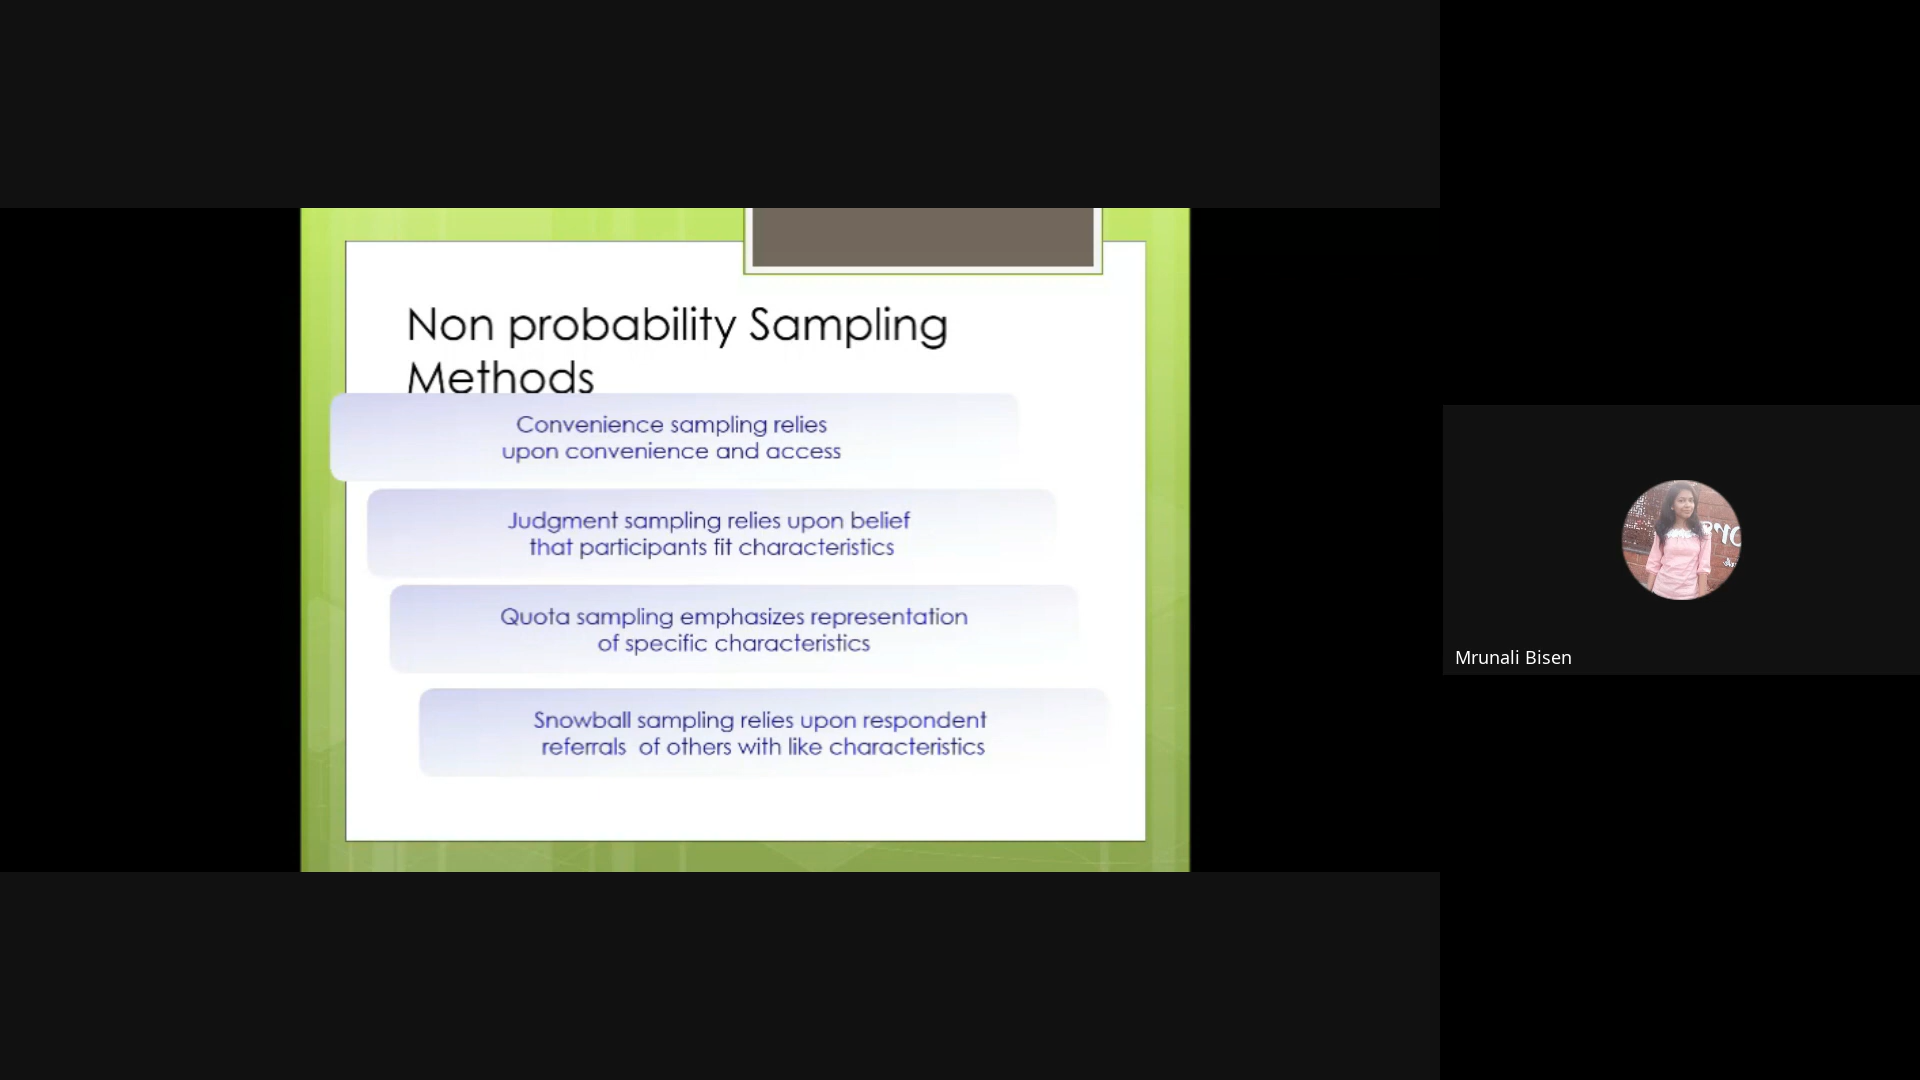 Non probability Sampling
Methods
Convenience sampling relies
upon convenience and access
Judgment sampling relies upon belief
that participants fit characteristics
Quota sampling emphasizes representation
of specific characteristics
Snowball sampling relies upon respondent
referrals of others with like characteristics
Mrunali Bisen